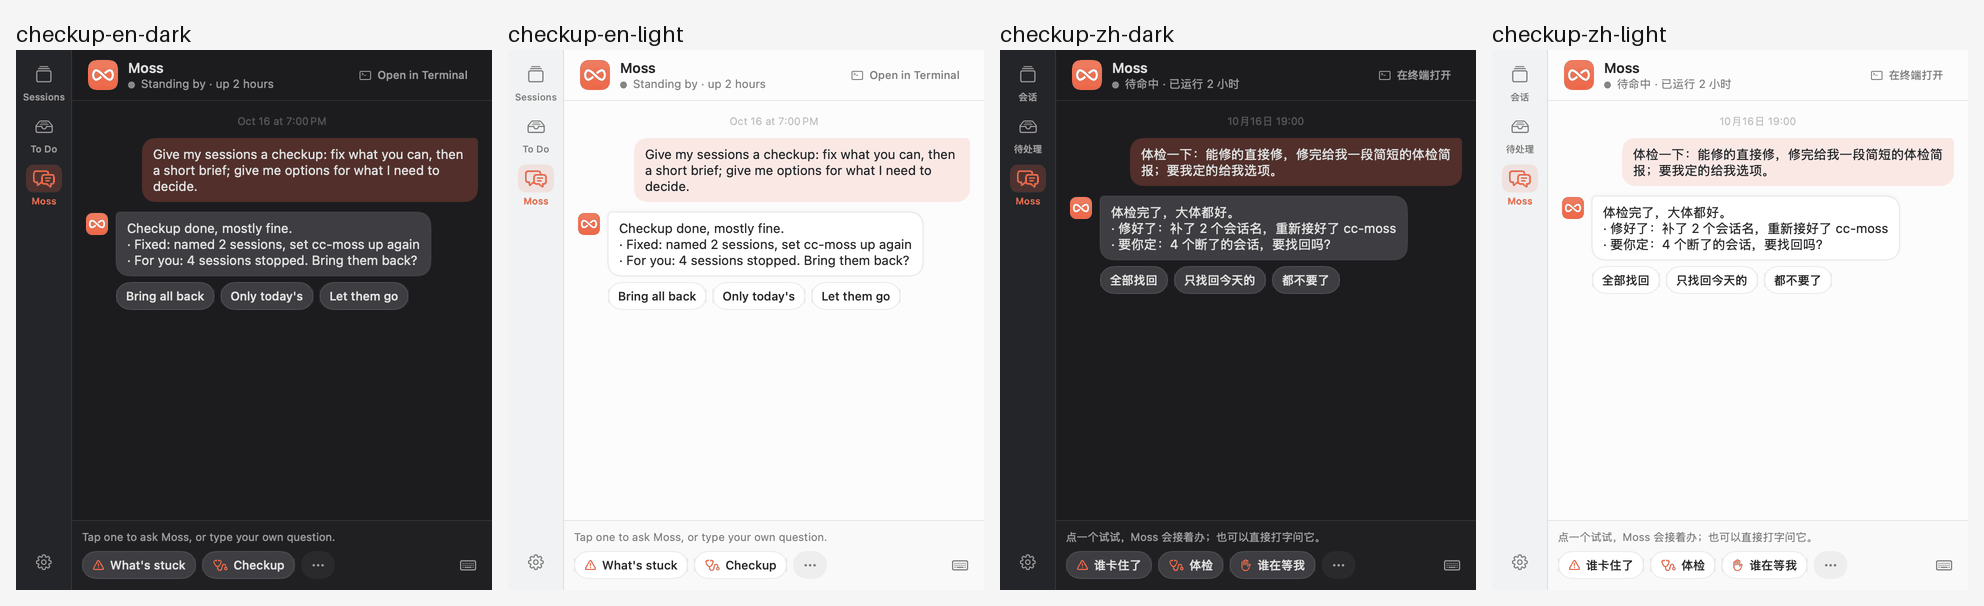 checkup-en-dark
Sessions
To Do
Moss
Moss
Standing by · up 2 hours
Open in Terminal
Oct 16 at 7:00 PM
Give my sessions a checkup: fix what you can, then
a short brief; give me options for what I need to
decide.
Checkup done, mostly fine.
· Fixed: named 2 sessions, set cc-moss up again
· For you: 4 sessions stopped. Bring them back?
Bring all back
Only today's
Let them go
Tap one to ask Moss, or type your own question.
What's stuck
Checkup
checkup-en-light
Sessions
To Do
Moss
Moss
Standing by · up 2 hours
Open in Terminal
Oct 16 at 7:00 PM
Give my sessions a checkup: fix what you can, then
a short brief; give me options for what I need to
decide.
Checkup done, mostly fine.
· Fixed: named 2 sessions, set cc-moss up again
· For you: 4 sessions stopped. Bring them back?
Bring all back
Only today's
Let them go
Tap one to ask Moss, or type your own question.
What's stuck
Checkup
checkup-zh-dark
会话
待处理
Moss
Moss
待命中 · 已运行 2 小时
在终端打开
10月16日 19:00
体检一下：能修的直接修，修完给我一段简短的体检简
报；要我定的给我选项。
体检完了，大体都好。
· 修好了：补了 2 个会话名，重新接好了 cc-moss
· 要你定：4 个断了的会话，要找回吗？
全部找回
只找回今天的
都不要了
点一个试试，Moss 会接着办；也可以直接打字问它。
谁卡住了
体检
谁在等我
checkup-zh-light
会话
待处理
Moss
Moss
待命中 · 已运行 2 小时
在终端打开
10月16日 19:00
体检一下：能修的直接修，修完给我一段简短的体检简
报；要我定的给我选项。
体检完了，大体都好。
· 修好了：补了 2 个会话名，重新接好了 cc-moss
· 要你定：4 个断了的会话，要找回吗？
全部找回
只找回今天的
都不要了
点一个试试，Moss 会接着办；也可以直接打字问它。
谁卡住了
体检
谁在等我